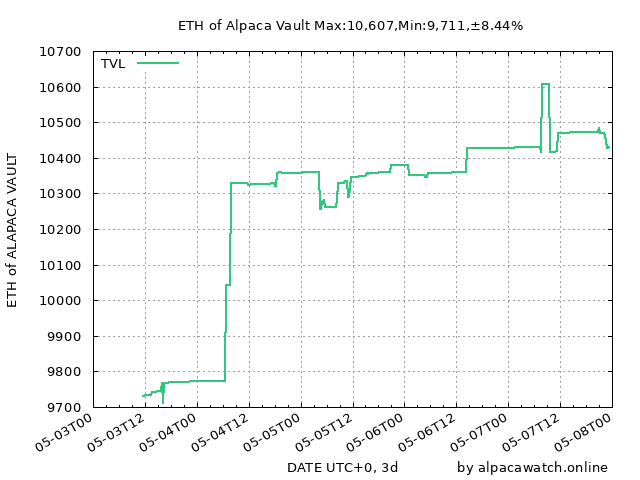 ETH of Alpaca Vault Max:10,607,Min:9,711,±8.44%
TVL
10700
10600
10500
10400
10300
10200
10100
10000
9900
9800
9700
ETH of ALAPACA VAULT
05-03T00
05-03T12
05-04T00
05-04T12
05-05T00
05-05T12
05-06T00
05-06T12
05-07T00
05-07T12
05-08T00
DATE UTC+0, 3d
by alpacawatch.online